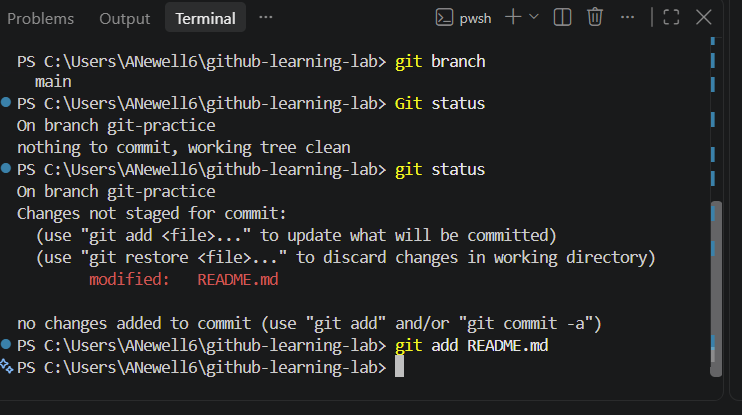 Problems Output Terminal ··· pwsh ···
PS C:\Users\ANewell6\github-learning-lab> git branch
  main
PS C:\Users\ANewell6\github-learning-lab> Git status
On branch git-practice
nothing to commit, working tree clean
PS C:\Users\ANewell6\github-learning-lab> git status
On branch git-practice
Changes not staged for commit:
  (use "git add <file>..." to update what will be committed)
  (use "git restore <file>..." to discard changes in working directory)
        modified:   README.md
no changes added to commit (use "git add" and/or "git commit -a")
PS C:\Users\ANewell6\github-learning-lab> git add README.md
PS C:\Users\ANewell6\github-learning-lab>